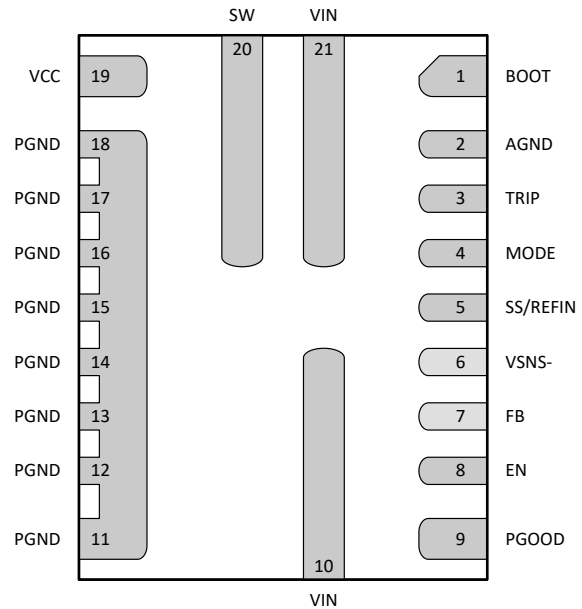 SW VIN
20 21
VCC 19 1 BOOT
PGND 18 2 AGND
PGND 17 3 TRIP
PGND 16 4 MODE
PGND 15 5 SS/REFIN
PGND 14 6 VSNS-
PGND 13 7 FB
PGND 12 8 EN
PGND 11 9 PGOOD
10
VIN